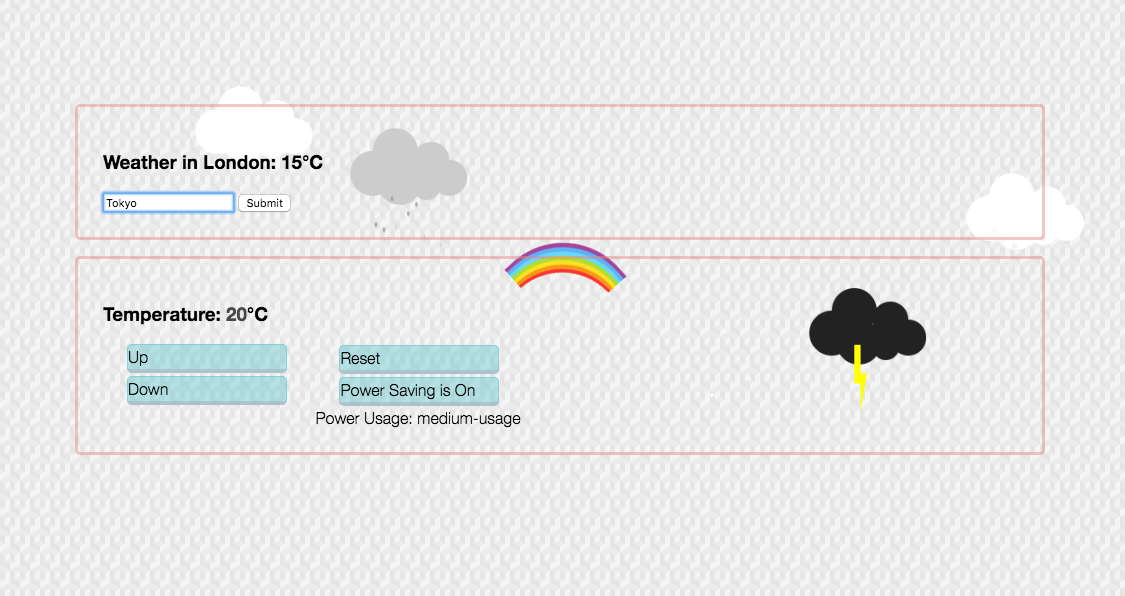 Weather in London: 15°C
Tokyo Submit
Temperature: 20°C
Up Reset
Down Power Saving is On
Power Usage: medium-usage